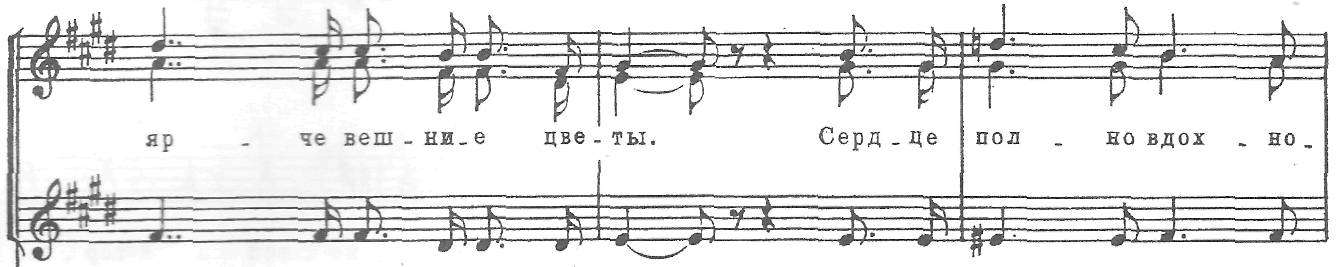 яр - че веш - ни - е цве - ты. Серд - це пол - но вдох - но -